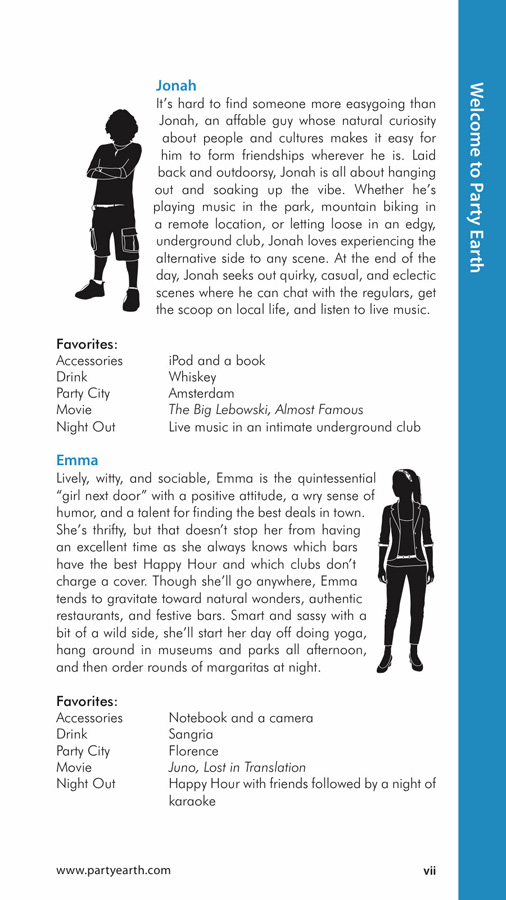 Jonah
It's hard to find someone more easygoing than
Jonah, an affable guy whose natural curiosity
about people and cultures makes it easy for
him to form friendships wherever he is. Laid
back and outdoorsy, Jonah is all about hanging
out and soaking up the vibe. Whether he's
playing music in the park, mountain biking in
a remote location, or letting loose in an edgy,
underground club, Jonah loves experiencing the
alternative side to any scene. At the end of the
day, Jonah seeks out quirky, casual, and eclectic
scenes where he can chat with the regulars, get
the scoop on local life, and listen to live music.
Favorites:
Accessories iPod and a book
Drink Whiskey
Party City Amsterdam
Movie The Big Lebowski, Almost Famous
Night Out Live music in an intimate underground club
Emma
Lively, witty, and sociable, Emma is the quintessential
“girl next door” with a positive attitude, a wry sense of
humor, and a talent for finding the best deals in town.
She's thrifty, but that doesn't stop her from having
an excellent time as she always knows which bars
have the best Happy Hour and which clubs don't
charge a cover. Though she'll go anywhere, Emma
tends to gravitate toward natural wonders, authentic
restaurants, and festive bars. Smart and sassy with a
bit of a wild side, she'll start her day off doing yoga,
hang around in museums and parks all afternoon,
and then order rounds of margaritas at night.
Favorites:
Accessories Notebook and a camera
Drink Sangria
Party City Florence
Movie Juno, Lost in Translation
Night Out Happy Hour with friends followed by a night of
karaoke
www.partyearth.com vii
Welcome to Party Earth